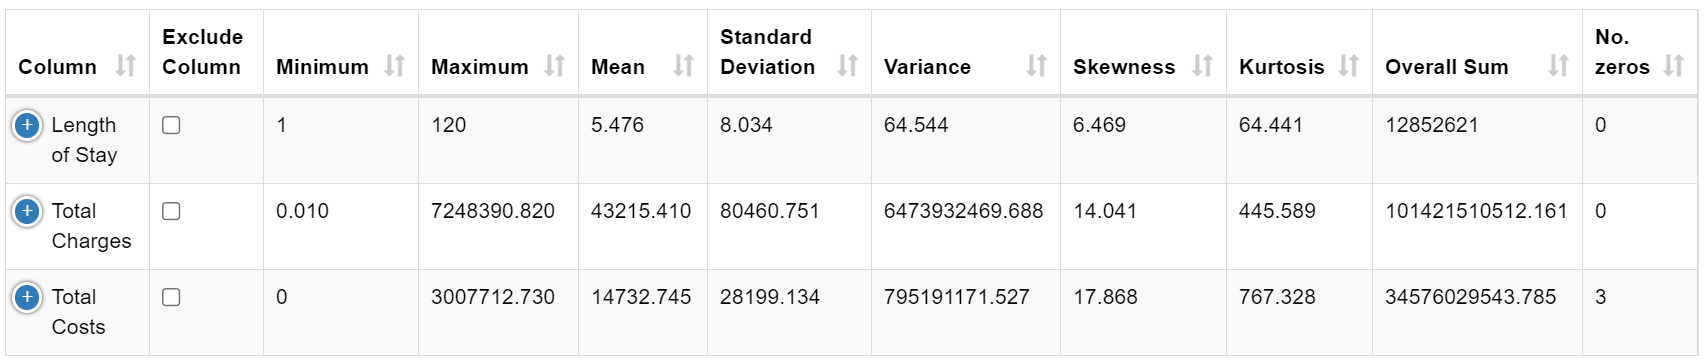 Column Exclude Column Minimum Maximum Mean Standard Deviation Variance Skewness Kurtosis Overall Sum No. zeros
Length of Stay 1 120 5.476 8.034 64.544 6.469 64.441 12852621 0
Total Charges 0.010 7248390.820 43215.410 80460.751 6473932469.688 14.041 445.589 101421510512.161 0
Total Costs 0 3007712.730 14732.745 28199.134 795191171.527 17.868 767.328 34576029543.785 3